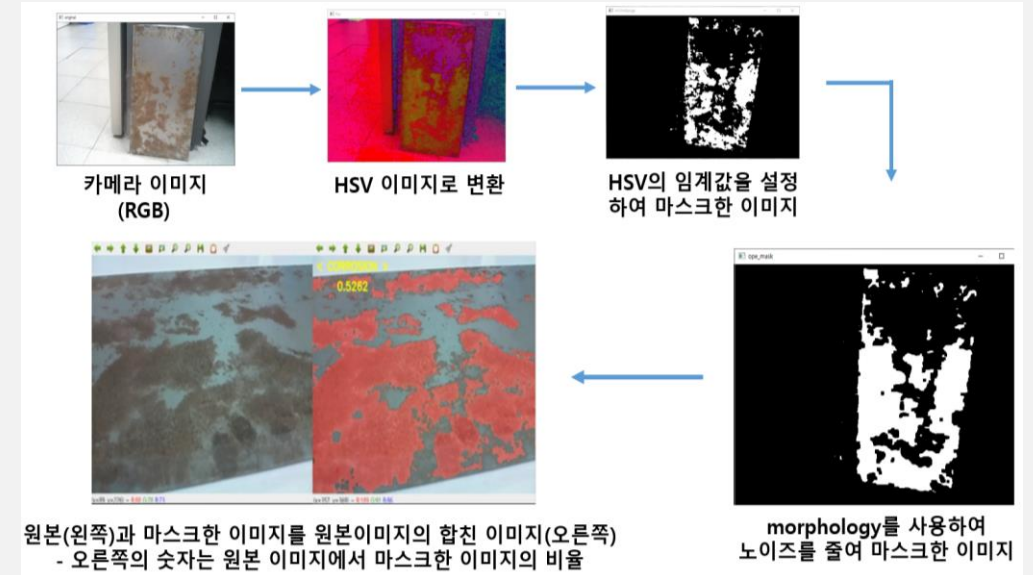 카메라 이미지
(RGB)
HSV 이미지로 변환
HSV의 임계값을 설정
하여 마스크한 이미지
ope_mask
morphology를 사용하여
노이즈를 줄여 마스크한 이미지
< CORROSION >
0.5262
원본(왼쪽)과 마스크한 이미지를 원본이미지의 합친 이미지(오른쪽)
- 오른쪽의 숫자는 원본 이미지에서 마스크한 이미지의 비율